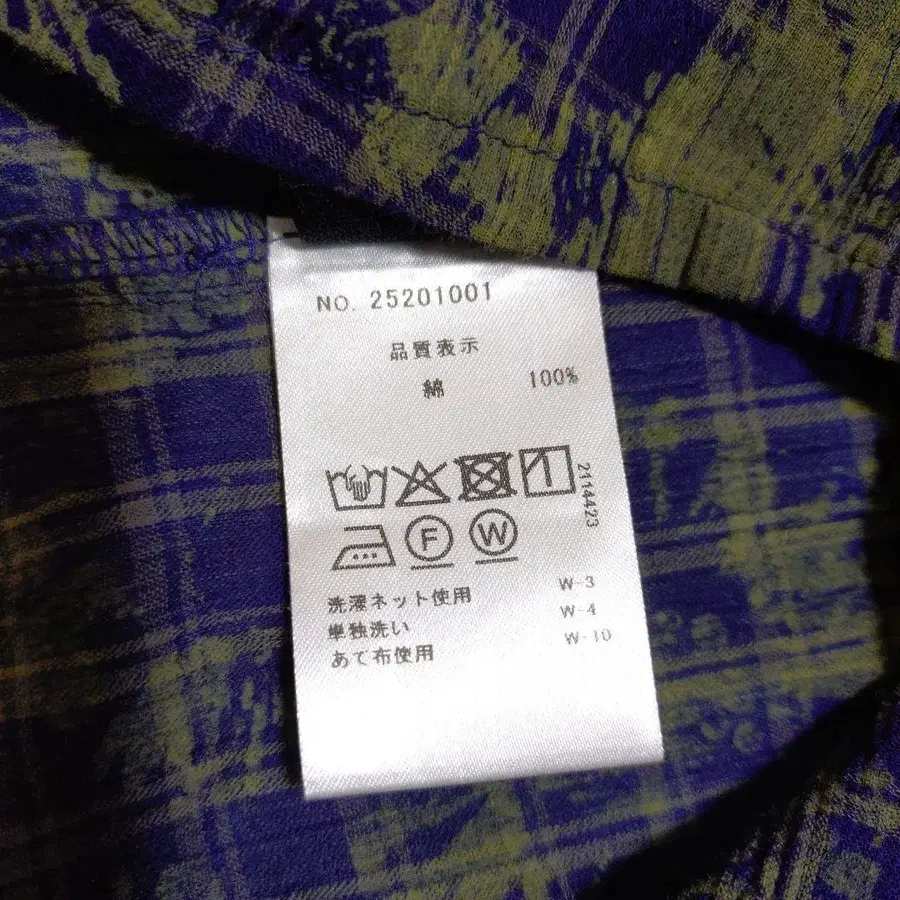 NO. 25201001
品質表示
綿 100%
2114423
F W
洗濯ネット使用 W-3
単独洗い W-4
あて布使用 W-10